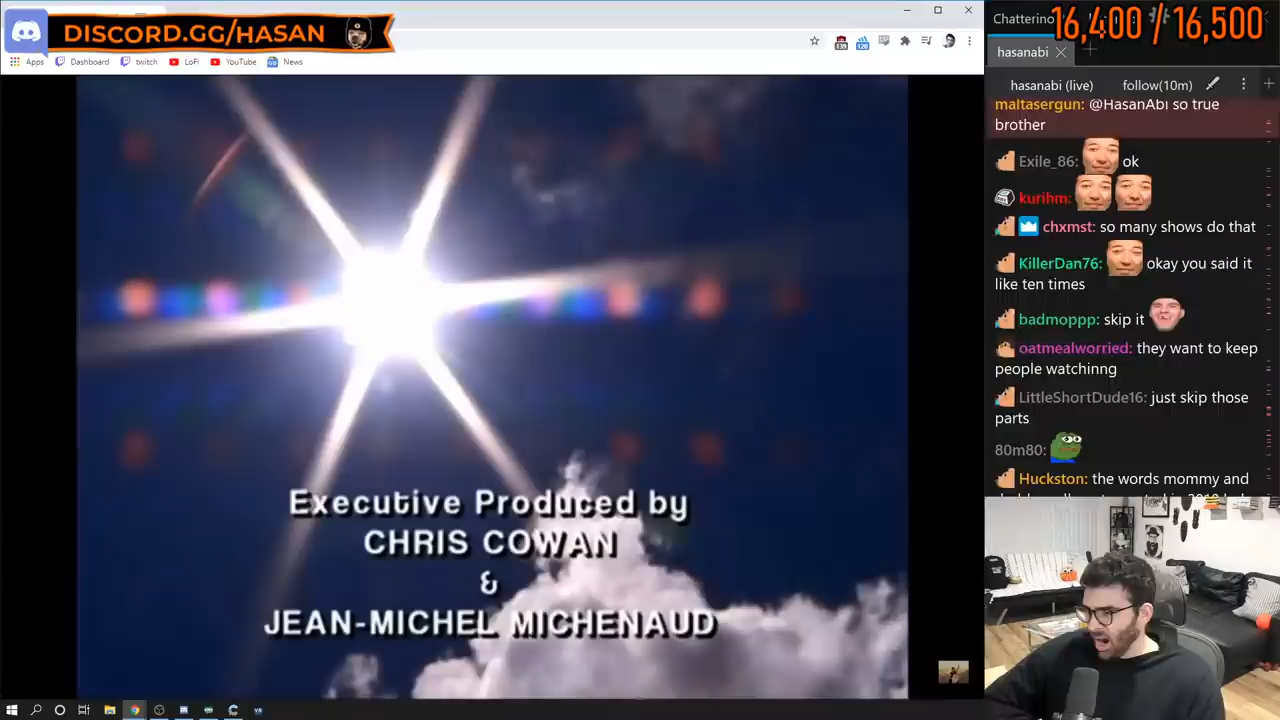 DISCORD.GG/HASAN
Apps
Dashboard
twitch
LoFi
YouTube
News
139
120
Executive Produced by
CHRIS COWAN
&
JEAN-MICHEL MICHENAUD
Chatterino
16,400 / 16,500
hasanabi
hasanabi (live)
follow(10m)
maltasergun: @HasanAbi so true
brother
Exile_86: ok
kurihm:
chxmst: so many shows do that
KillerDan76: okay you said it
like ten times
badmoppp: skip it
oatmealworried: they want to keep
people watchinng
LittleShortDude16: just skip those
parts
80m80:
Huckston: the words mommy and